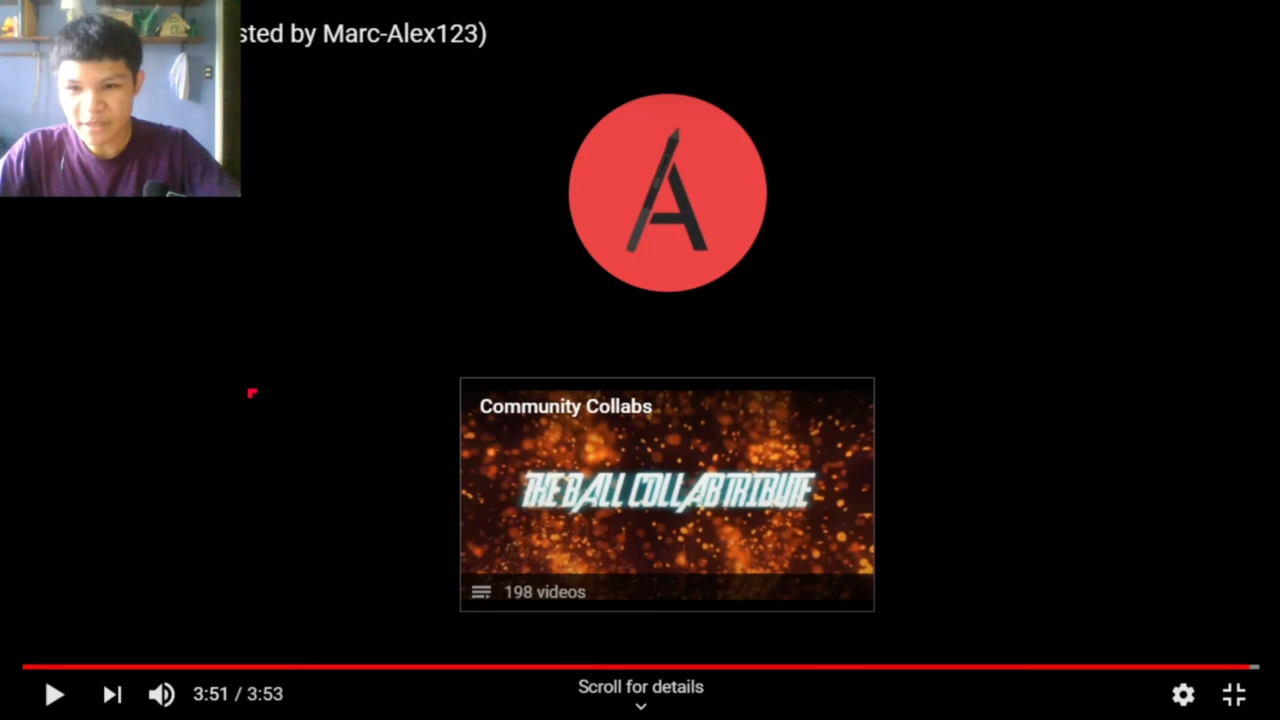 sted by Marc-Alex123)
A
Community Collabs
THE BALL COLLAB TRIBUTE
198 videos
3:51 / 3:53
Scroll for details